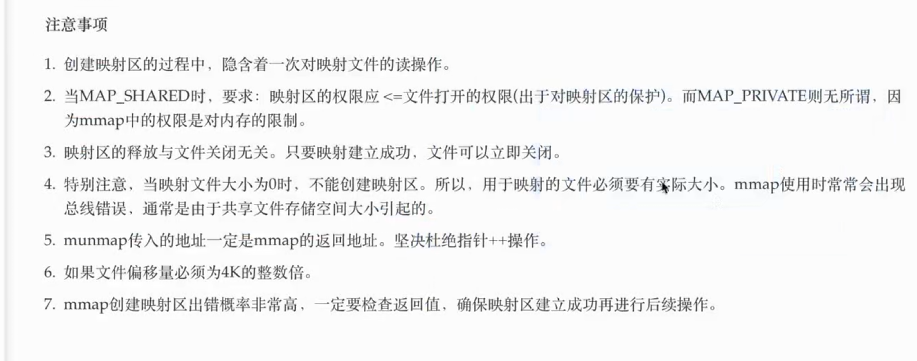 注意事项
1. 创建映射区的过程中，隐含着一次对映射文件的读操作。
2. 当MAP_SHARED时，要求：映射区的权限应 <=文件打开的权限(出于对映射区的保护)。而MAP_PRIVATE则无所谓，因
为mmap中的权限是对内存的限制。
3. 映射区的释放与文件关闭无关。只要映射建立成功，文件可以立即关闭。
4. 特别注意，当映射文件大小为0时，不能创建映射区。所以，用于映射的文件必须要有实际大小。mmap使用时常常会出现
总线错误，通常是由于共享文件存储空间大小引起的。
5. munmap传入的地址一定是mmap的返回地址。坚决杜绝指针++操作。
6. 如果文件偏移量必须为4K的整数倍。
7. mmap创建映射区出错概率非常高，一定要检查返回值，确保映射区建立成功再进行后续操作。